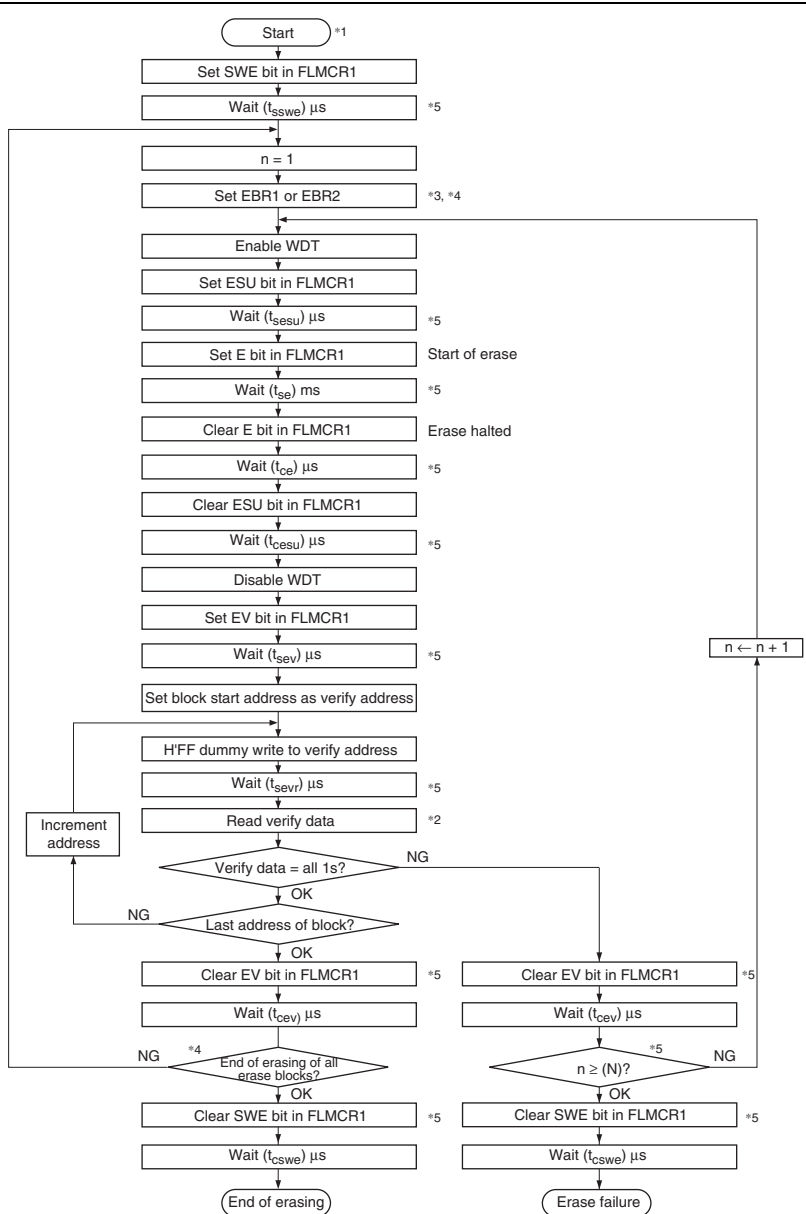 Start *1
Set SWE bit in FLMCR1
Wait (tsswe) μs *5
n = 1
Set EBR1 or EBR2 *3, *4
Enable WDT
Set ESU bit in FLMCR1
Wait (tsesu) μs *5
Set E bit in FLMCR1 Start of erase
Wait (tse) ms *5
Clear E bit in FLMCR1 Erase halted
Wait (tce) μs *5
Clear ESU bit in FLMCR1
Wait (tcesu) μs *5
Disable WDT
Set EV bit in FLMCR1
Wait (tsev) μs *5
n ← n + 1
Set block start address as verify address
H'FF dummy write to verify address
Wait (tsevr) μs *5
Increment
address
Read verify data *2
Verify data = all 1s?
NG
OK
NG
Last address of block?
OK
Clear EV bit in FLMCR1 *5
Clear EV bit in FLMCR1 *5
Wait (tcev) μs
Wait (tcev) μs
NG
*4
End of erasing of all
erase blocks?
OK
*5
n ≥ (N)?
NG
OK
Clear SWE bit in FLMCR1 *5
Clear SWE bit in FLMCR1 *5
Wait (tcswe) μs
Wait (tcswe) μs
End of erasing
Erase failure